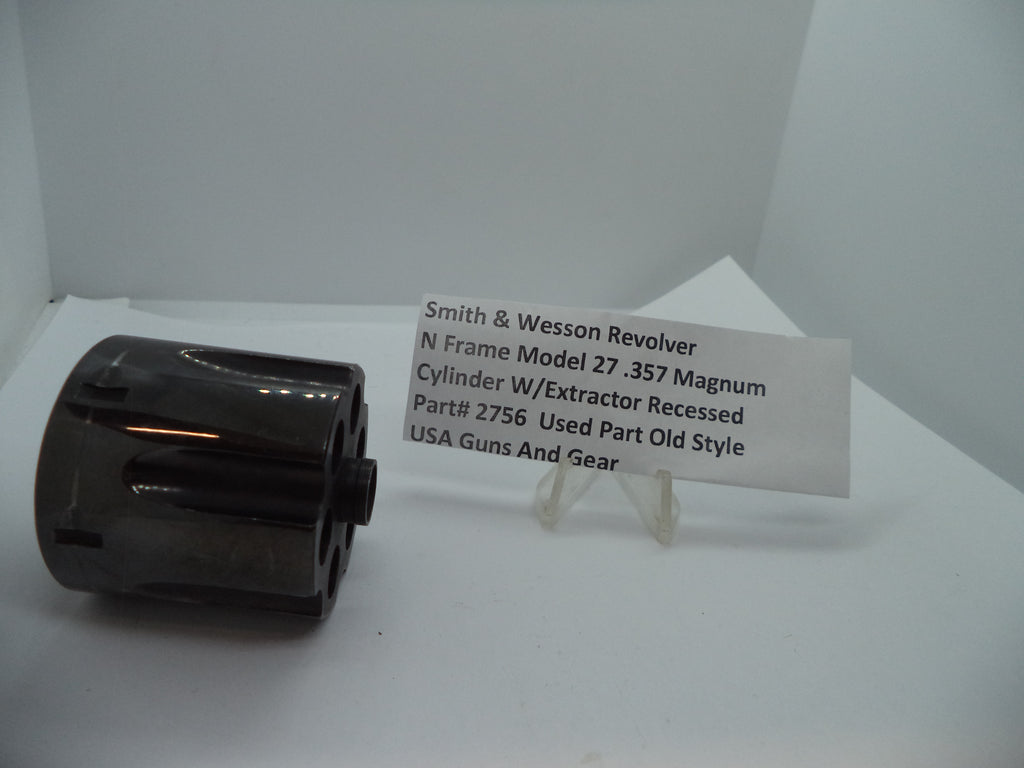 Smith & Wesson Revolver
N Frame Model 27 .357 Magnum
Cylinder W/Extractor Recessed
Part# 2756 Used Part Old Style
USA Guns And Gear